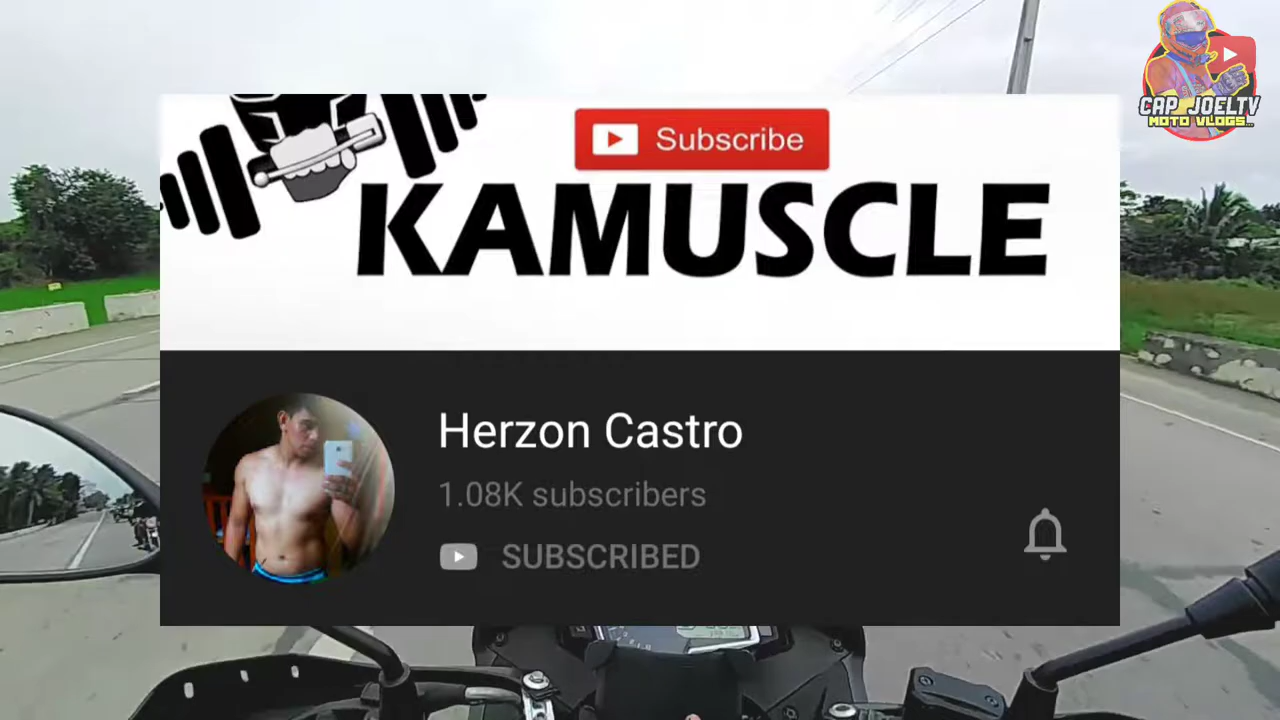 CAP JOELTV
MOTO VLOGS...
Subscribe
KAMUSCLE
Herzon Castro
1.08K subscribers
SUBSCRIBED